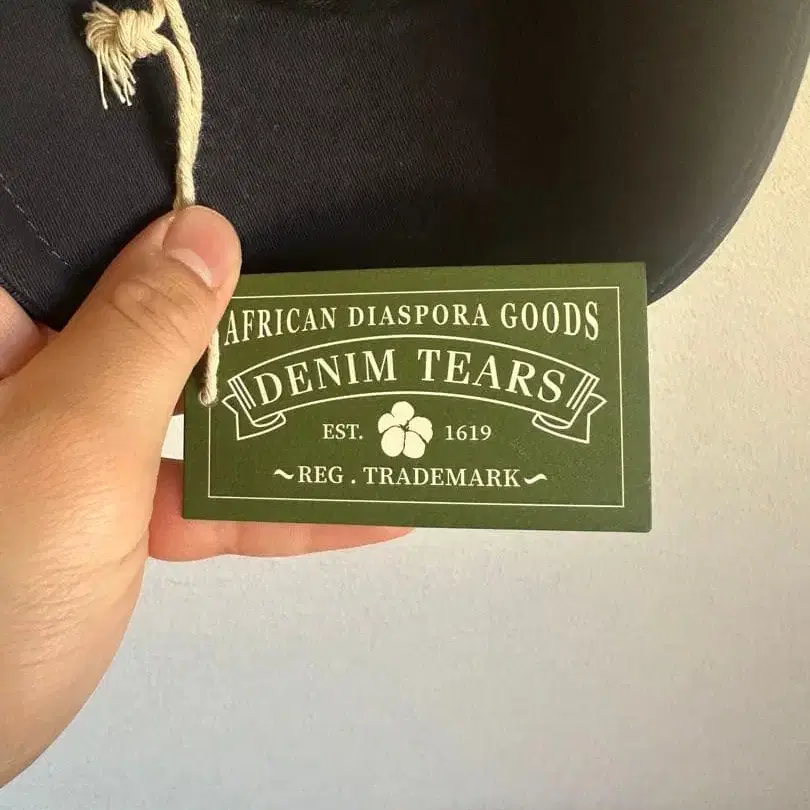 AFRICAN DIASPORA GOODS
DENIM TEARS
EST. 1619
~REG. TRADEMARK~